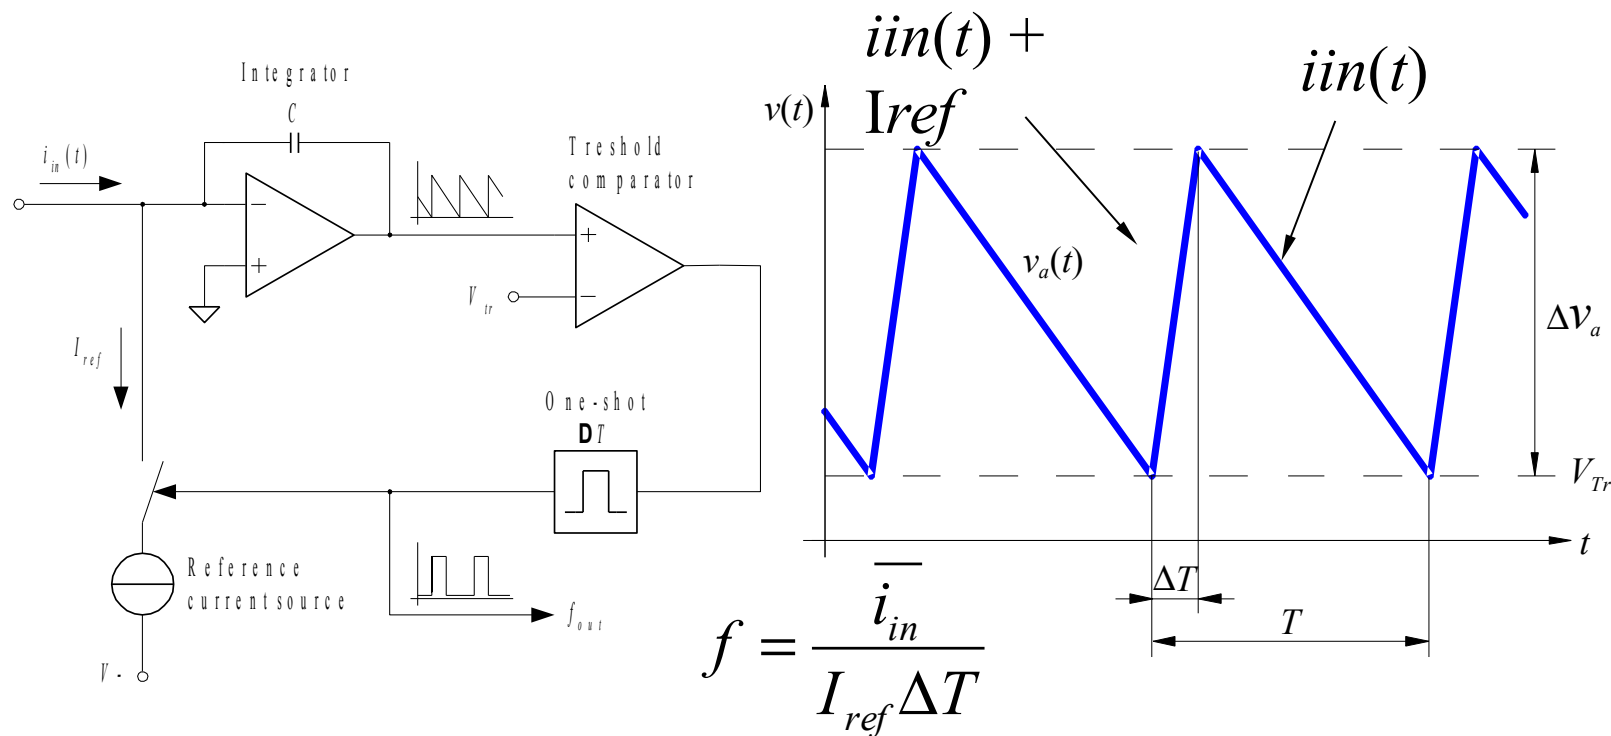 Integrator
C
i_in(t)
−
+
I_ref
Treshold
comparator
+
−
V_tr
One-shot
DT
Reference
current source
V-
f_out
iin(t) +
Iref
iin(t)
v(t)
v_a(t)
Δv_a
V_Tr
t
ΔT
T
f = i̅_in / I_ref ΔT